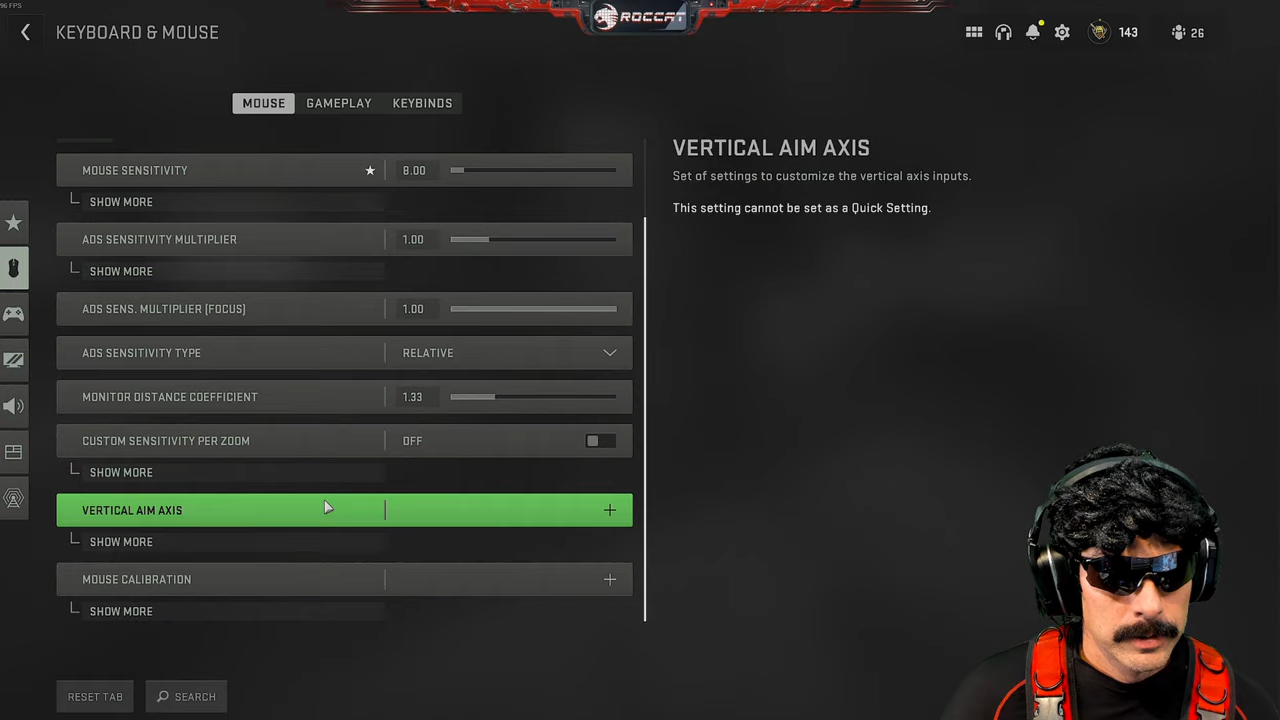 96 FPS
ROCCAT
KEYBOARD & MOUSE
143
26
MOUSE
GAMEPLAY
KEYBINDS
MOUSE SENSITIVITY
8.00
SHOW MORE
ADS SENSITIVITY MULTIPLIER
1.00
SHOW MORE
ADS SENS. MULTIPLIER (FOCUS)
1.00
ADS SENSITIVITY TYPE
RELATIVE
MONITOR DISTANCE COEFFICIENT
1.33
CUSTOM SENSITIVITY PER ZOOM
OFF
SHOW MORE
VERTICAL AIM AXIS
SHOW MORE
MOUSE CALIBRATION
SHOW MORE
RESET TAB
SEARCH
VERTICAL AIM AXIS
Set of settings to customize the vertical axis inputs.
This setting cannot be set as a Quick Setting.